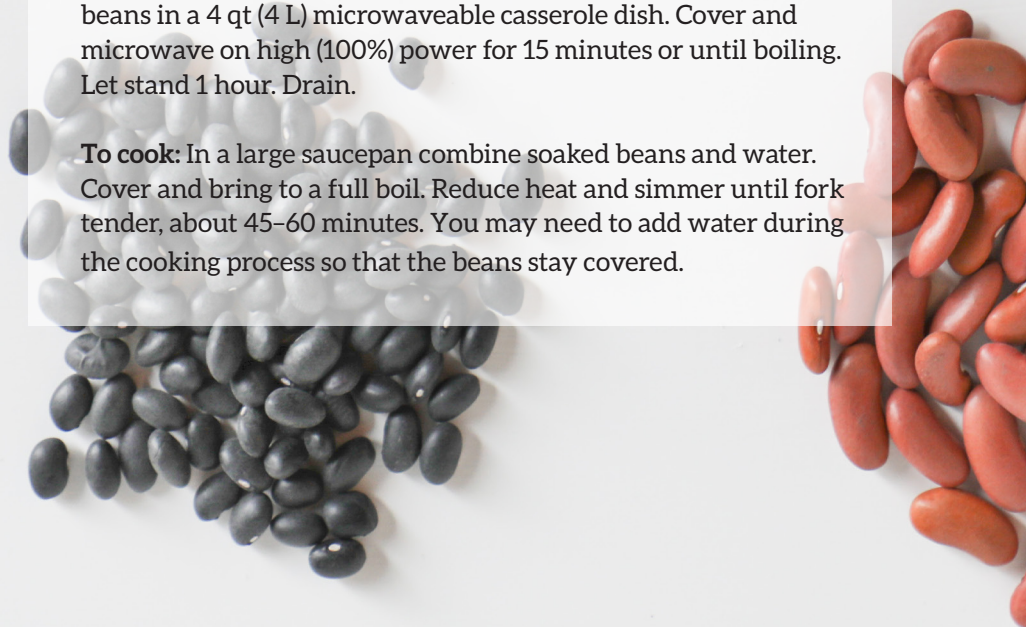 beans in a 4 qt (4 L) microwaveable casserole dish. Cover and
microwave on high (100%) power for 15 minutes or until boiling.
Let stand 1 hour. Drain.
To cook: In a large saucepan combine soaked beans and water.
Cover and bring to a full boil. Reduce heat and simmer until fork
tender, about 45–60 minutes. You may need to add water during
the cooking process so that the beans stay covered.